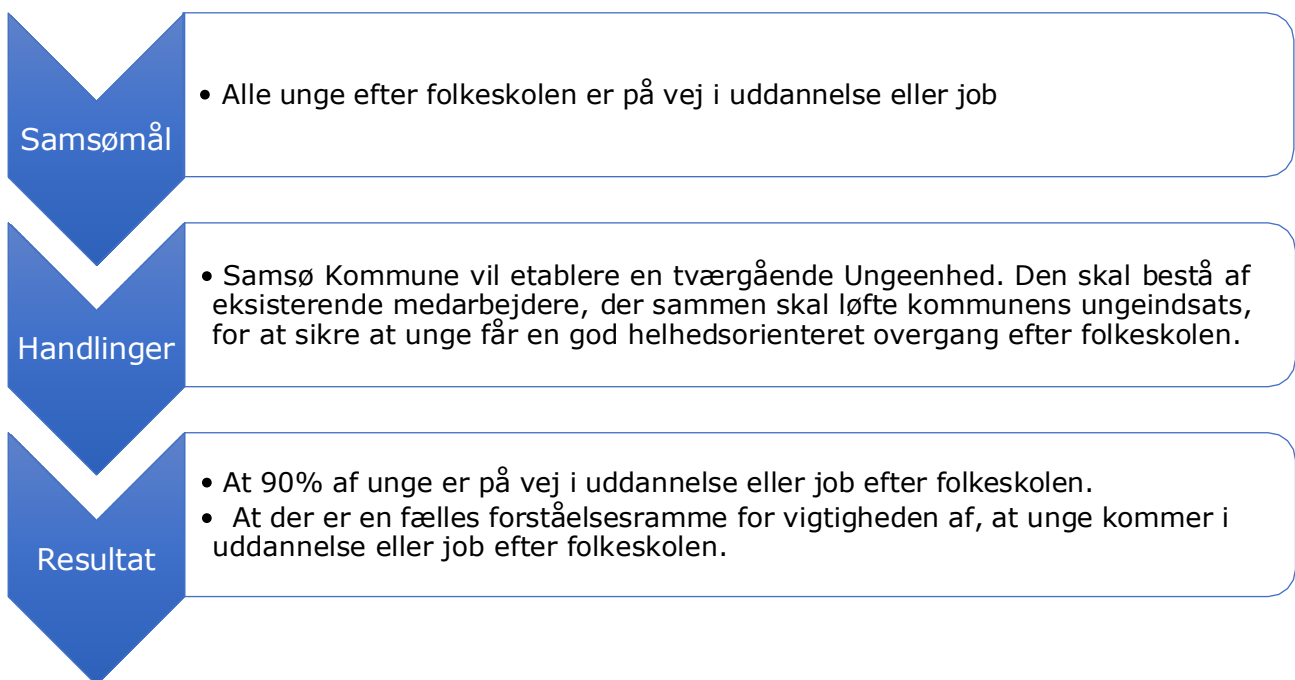 Samsømål
• Alle unge efter folkeskolen er på vej i uddannelse eller job
Handlinger
• Samsø Kommune vil etablere en tværgående Ungeenhed. Den skal bestå af
eksisterende medarbejdere, der sammen skal løfte kommunens ungeindsats,
for at sikre at unge får en god helhedsorienteret overgang efter folkeskolen.
Resultat
• At 90% af unge er på vej i uddannelse eller job efter folkeskolen.
• At der er en fælles forståelsesramme for vigtigheden af, at unge kommer i
uddannelse eller job efter folkeskolen.